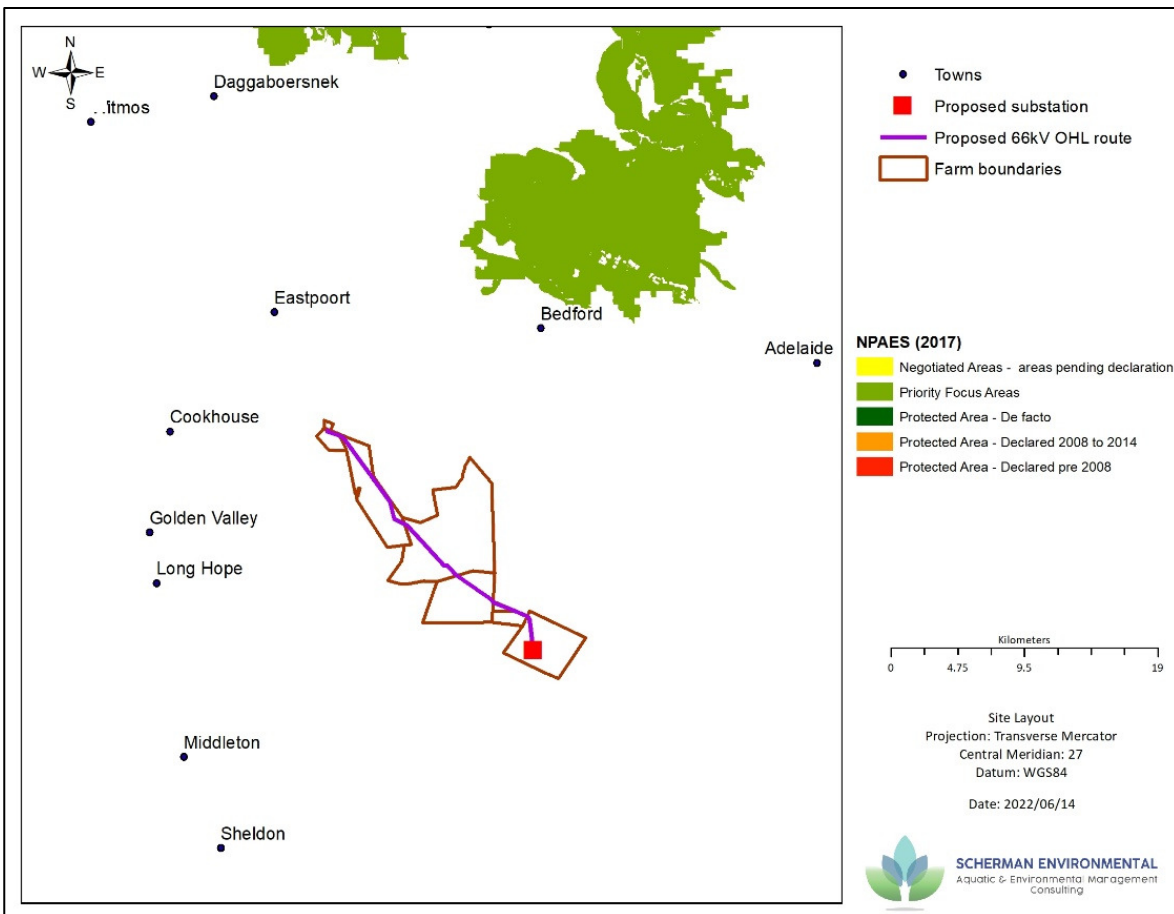 N
W E
S
Daggaboersnek
Eastpoort
Bedford
Adelaide
Cookhouse
Golden Valley
Long Hope
Middleton
Sheldon
Towns
Proposed substation
Proposed 66kV OHL route
Farm boundaries
NPAES (2017)
Negotiated Areas - areas pending declaration
Priority Focus Areas
Protected Area - De facto
Protected Area - Declared 2008 to 2014
Protected Area - Declared pre 2008
Kilometers
0 4.75 9.5 19
Site Layout
Projection: Transverse Mercator
Central Meridian: 27
Datum: WGS84
Date: 2022/06/14
SCHERMAN ENVIRONMENTAL
Aquatic & Environmental Management
Consulting